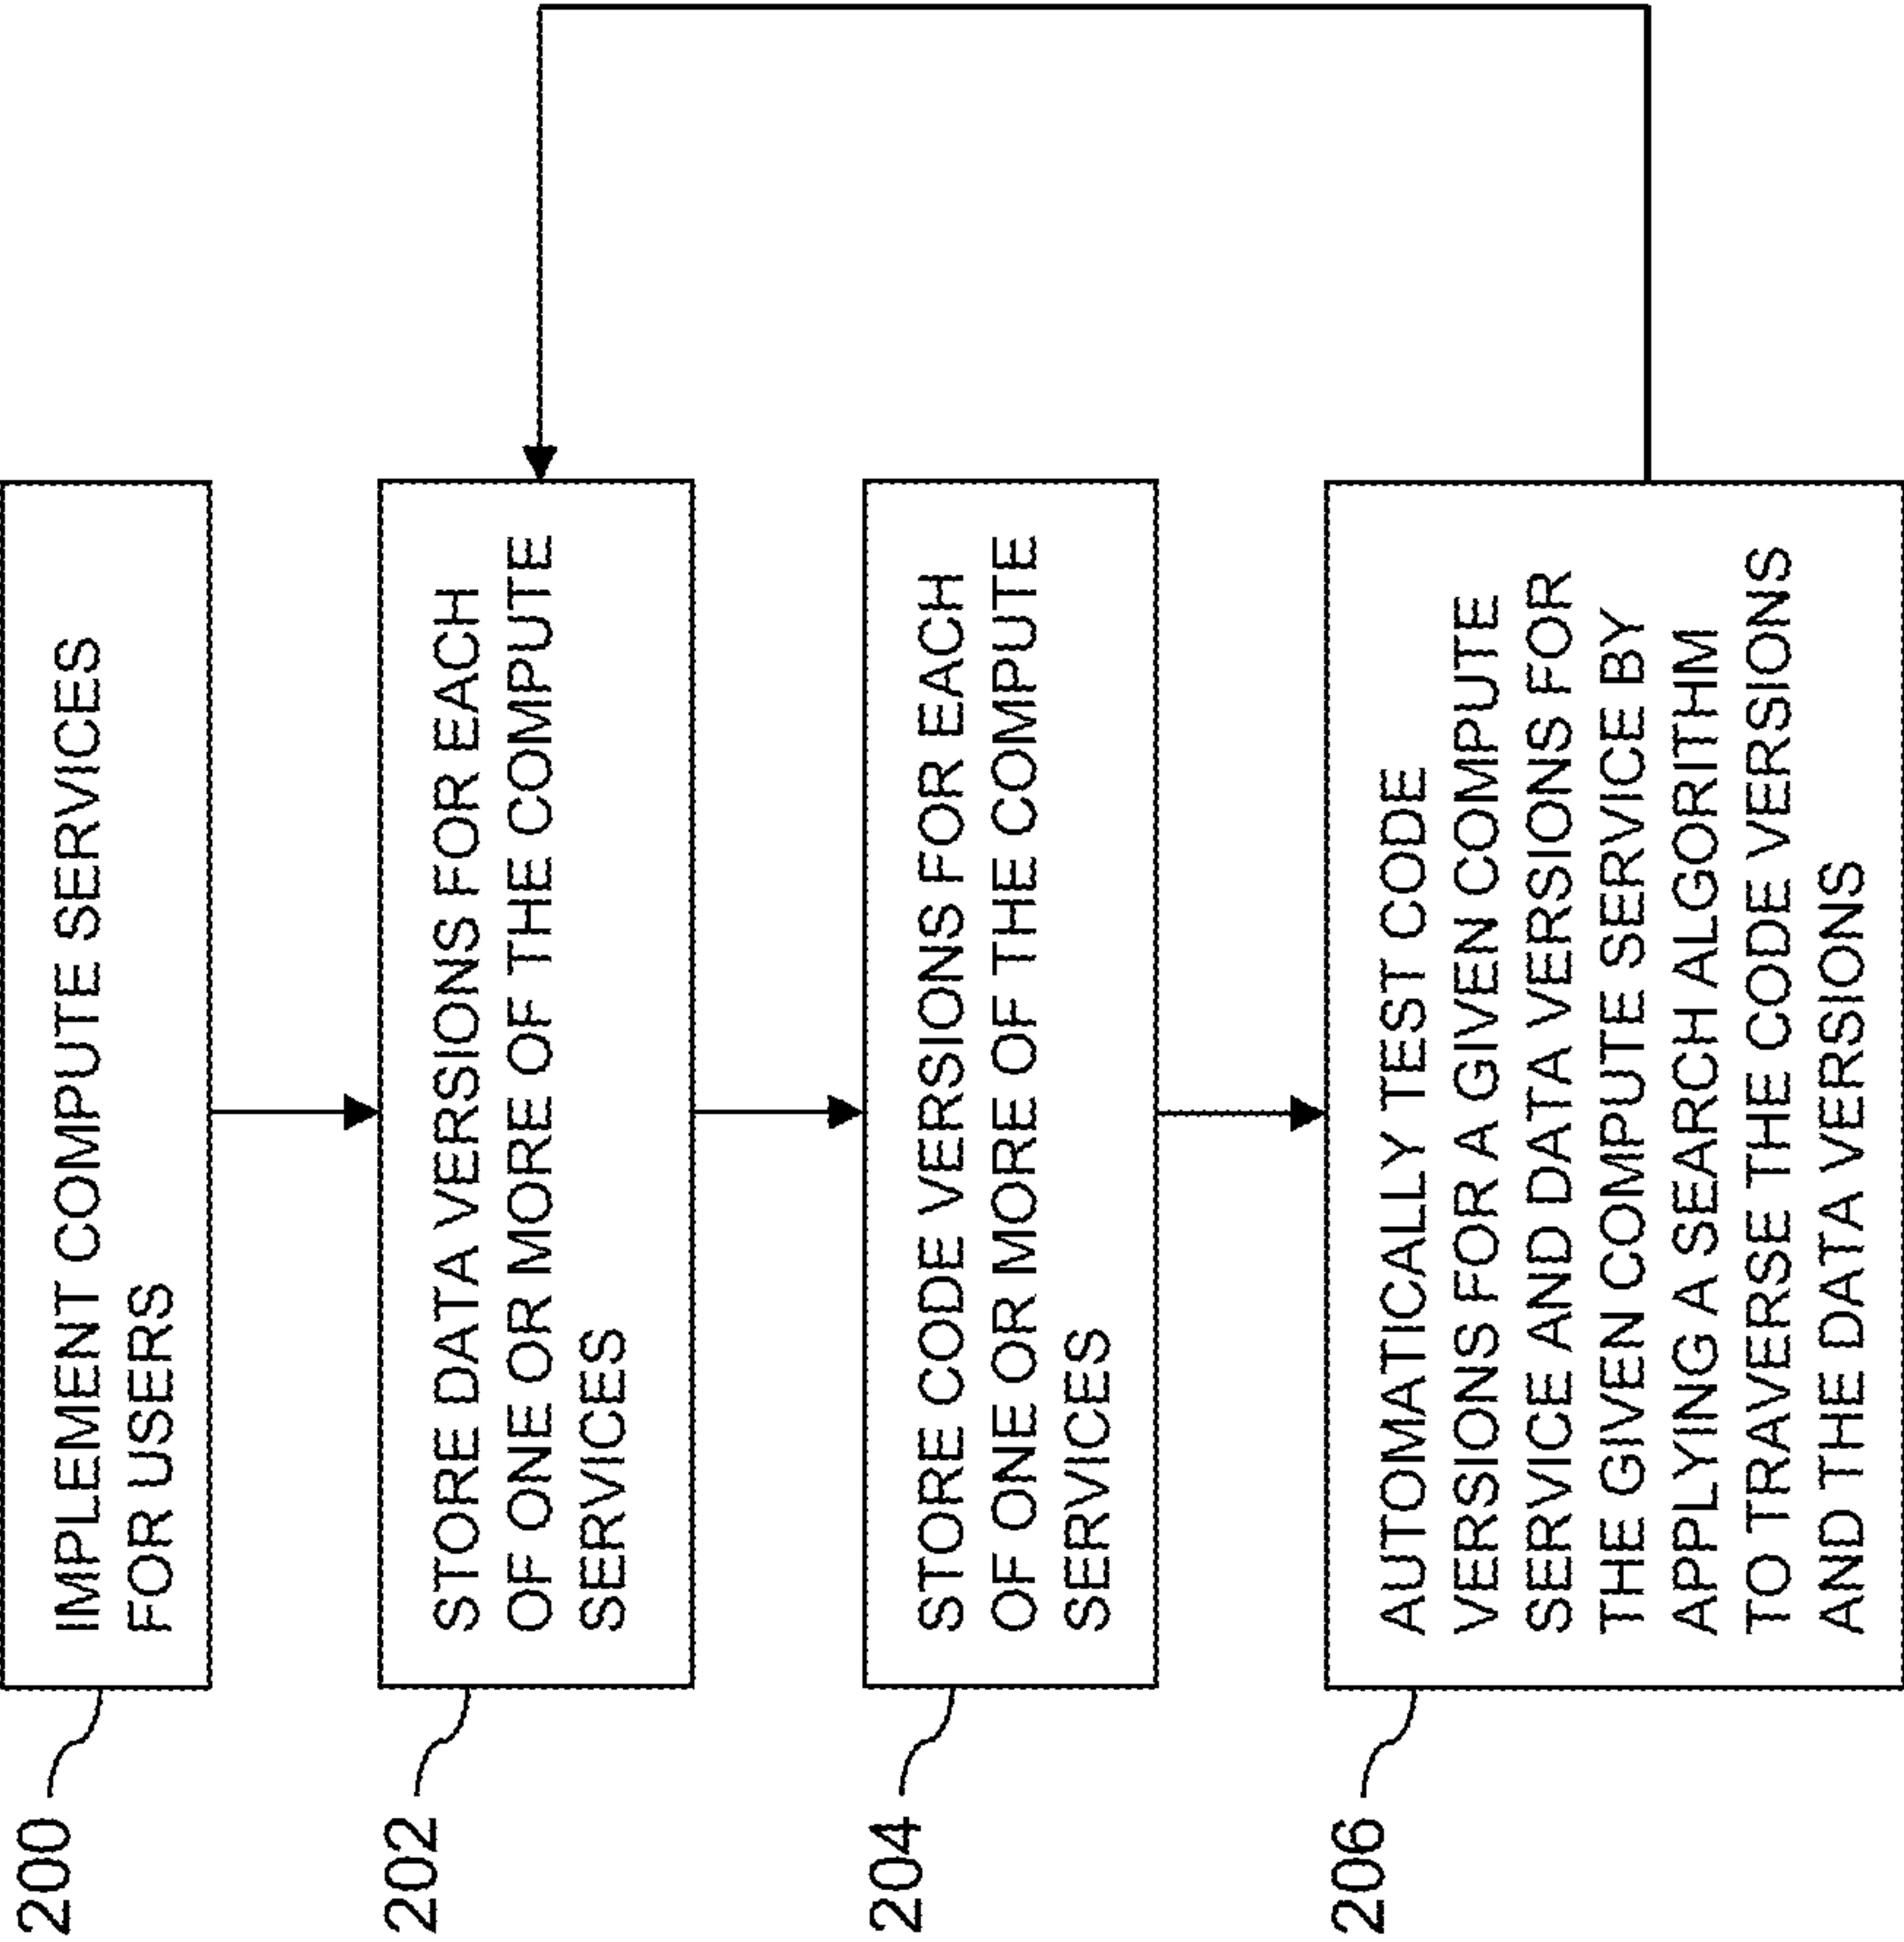 200
IMPLEMENT COMPUTE SERVICES
FOR USERS
202
STORE DATA VERSIONS FOR EACH
OF ONE OR MORE OF THE COMPUTE
SERVICES
204
STORE CODE VERSIONS FOR EACH
OF ONE OR MORE OF THE COMPUTE
SERVICES
206
AUTOMATICALLY TEST CODE
VERSIONS FOR A GIVEN COMPUTE
SERVICE AND DATA VERSIONS FOR
THE GIVEN COMPUTE SERVICE BY
APPLYING A SEARCH ALGORITHM
TO TRAVERSE THE CODE VERSIONS
AND THE DATA VERSIONS